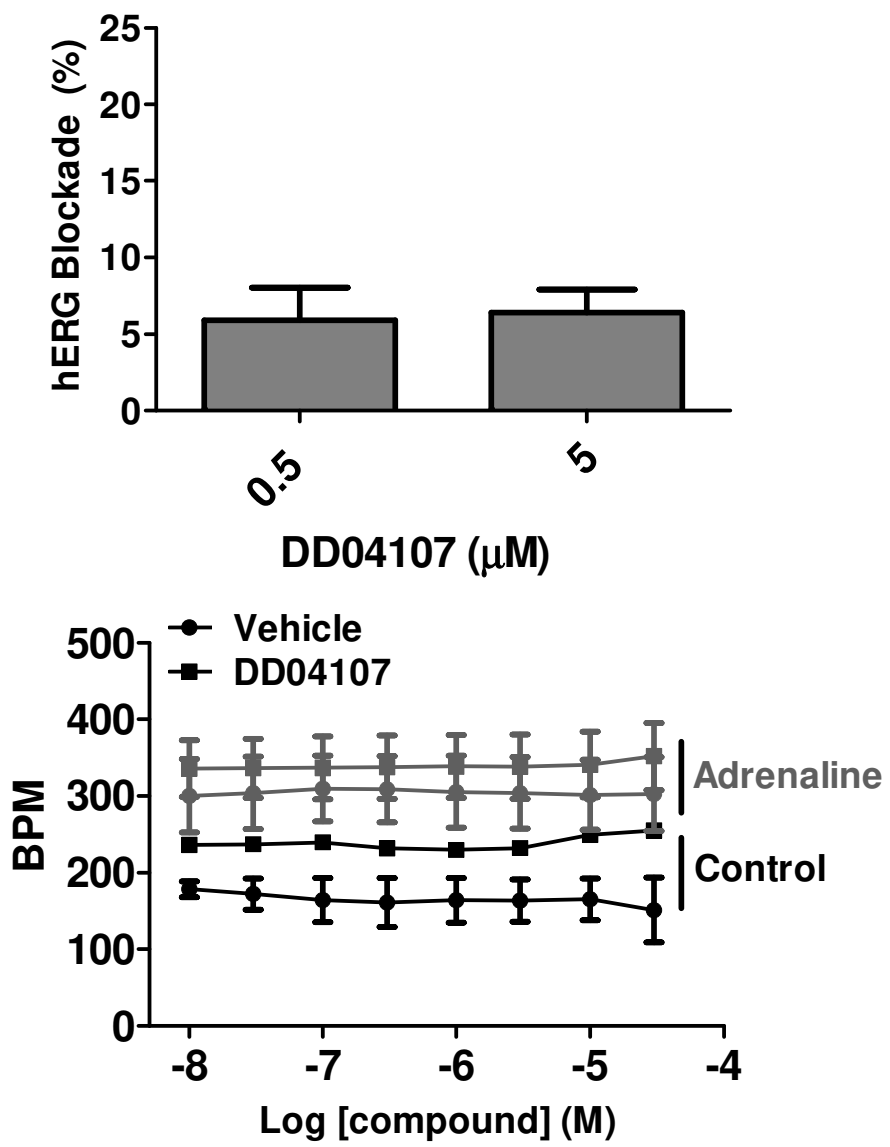 25
20
15
10
5
0
hERG Blockade (%)
0.5
5
DD04107 (μM)
Vehicle
DD04107
500
400
300
200
100
0
BPM
Adrenaline
Control
-8
-7
-6
-5
-4
Log [compound] (M)